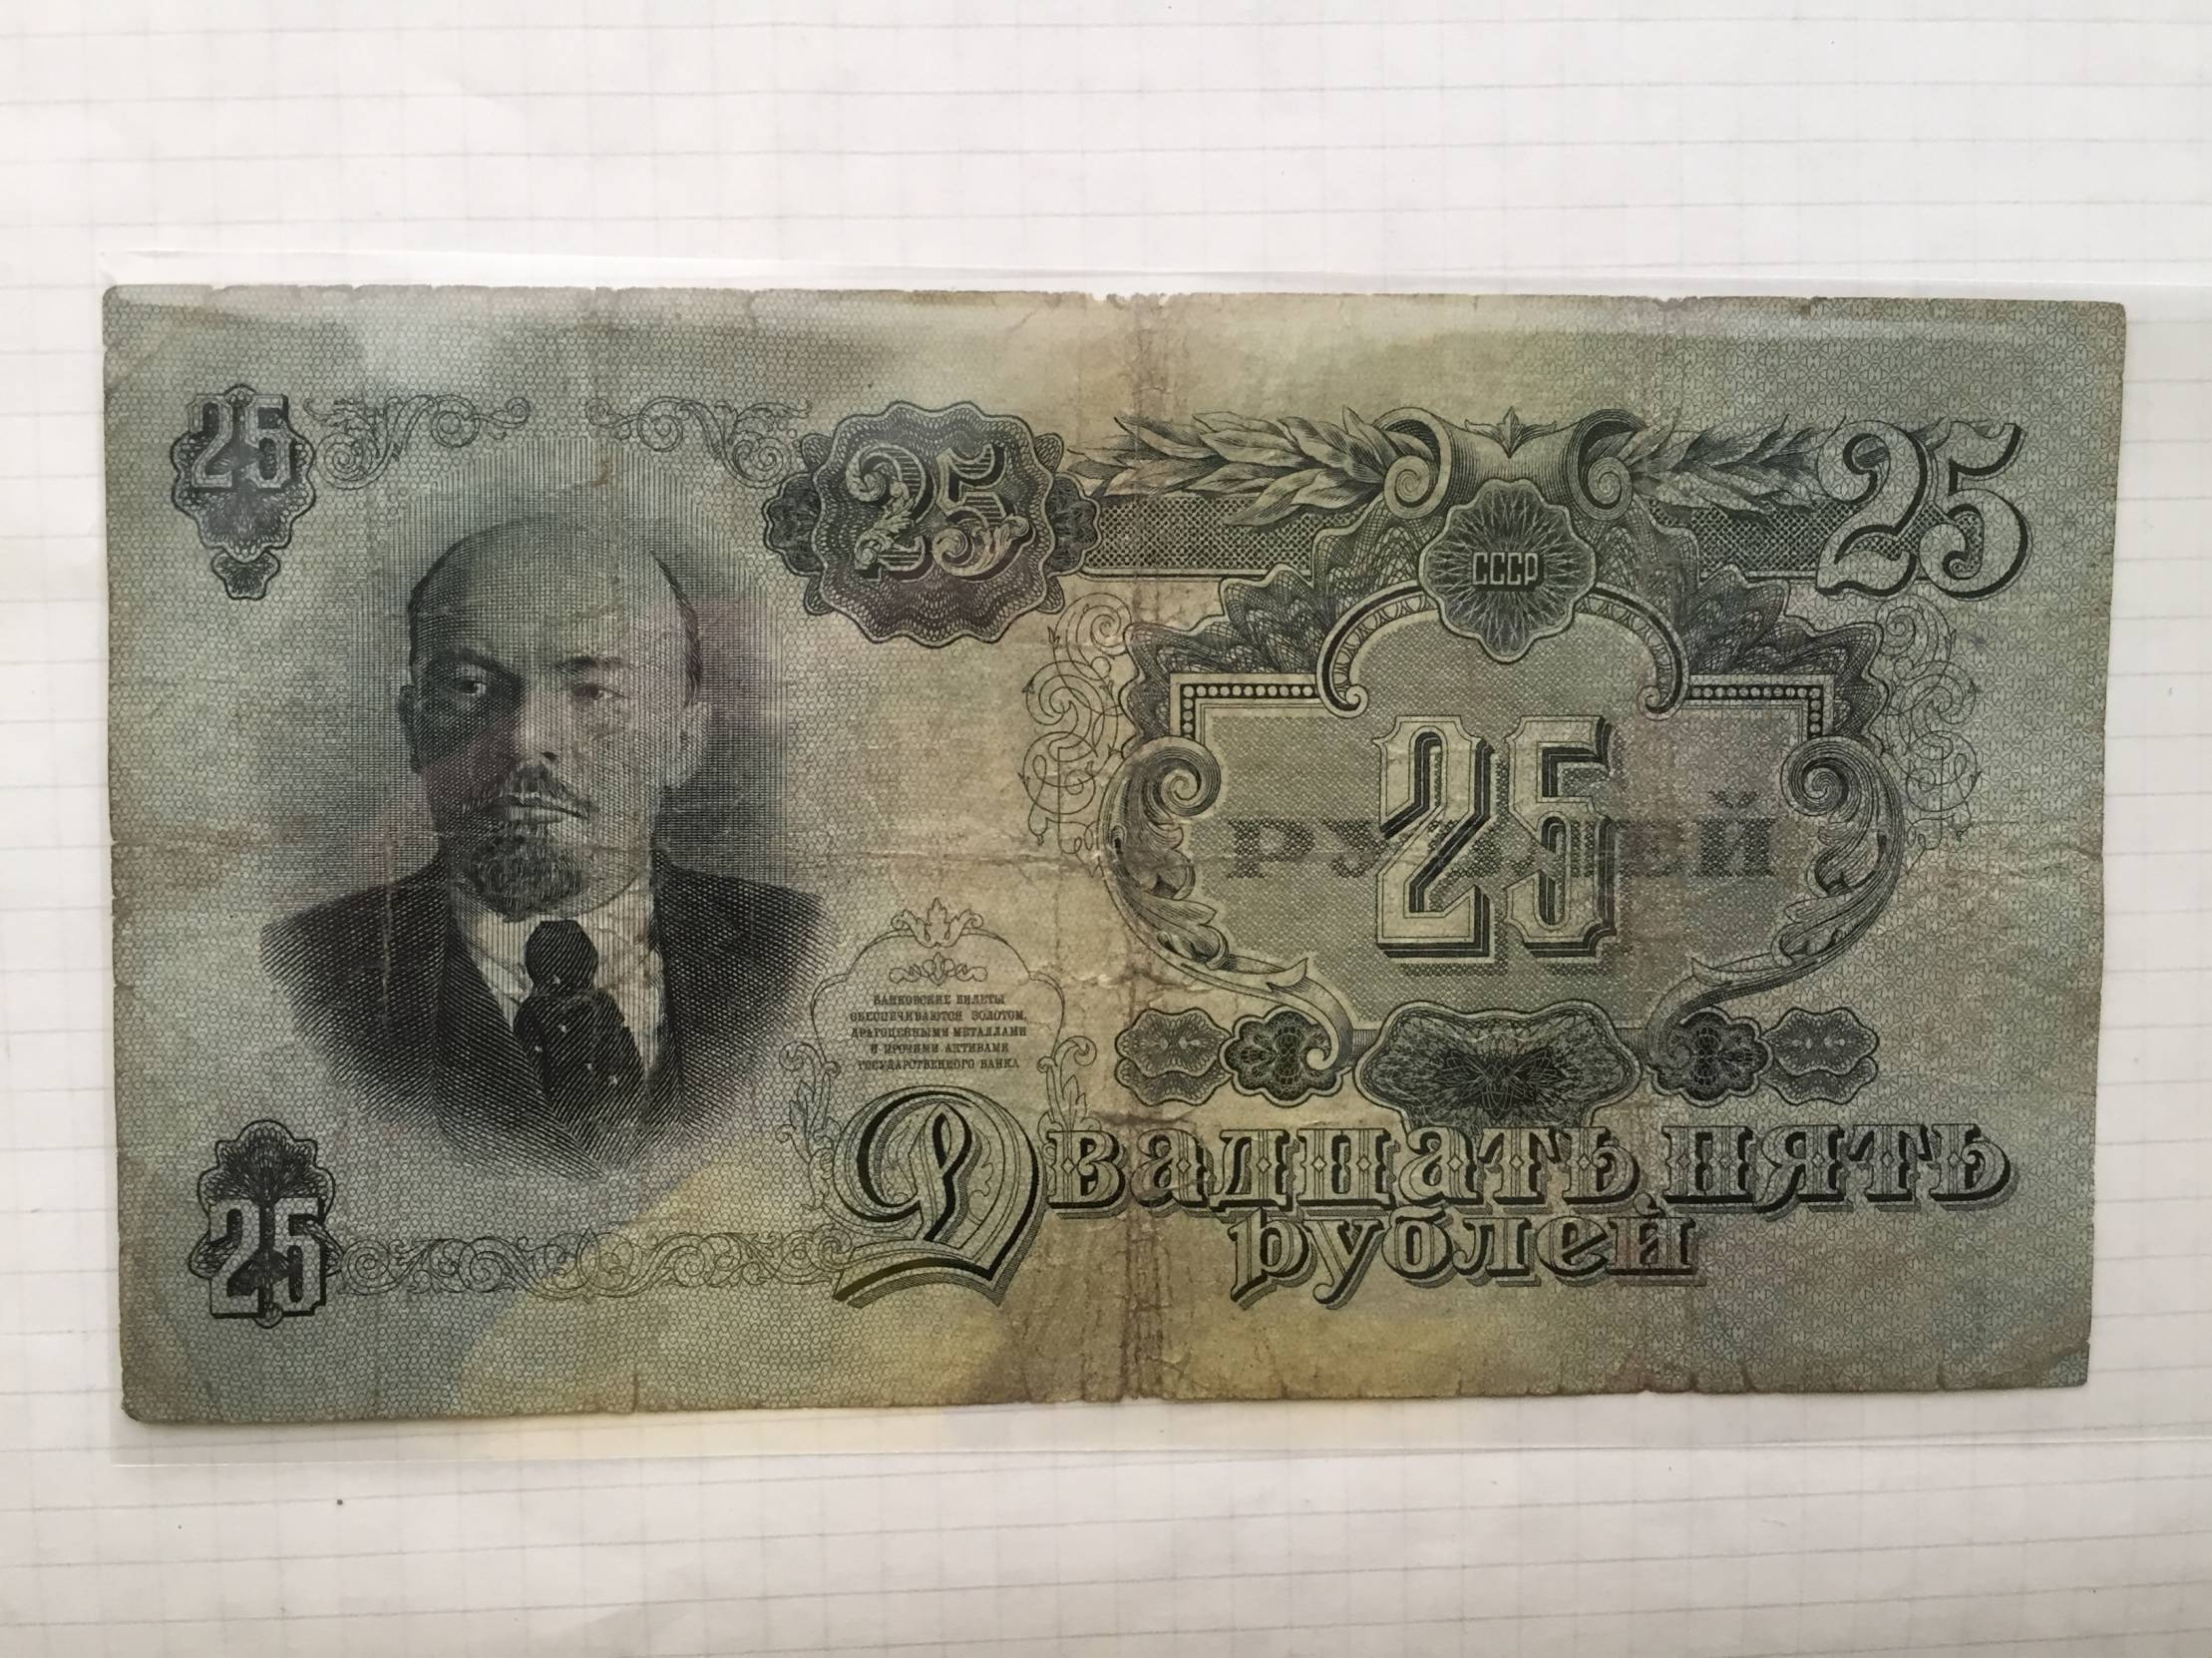 25
25
25
СССР
25
РУБЛЕЙ
БАНКОВСКИЕ БИЛЕТЫ
ОБЕСПЕЧИВАЮТСЯ ЗОЛОТОМ,
ДРАГОЦЕННЫМИ МЕТАЛЛАМИ
И ПРОЧИМИ АКТИВАМИ
ГОСУДАРСТВЕННОГО БАНКА
25
Двадцать пять
рублей